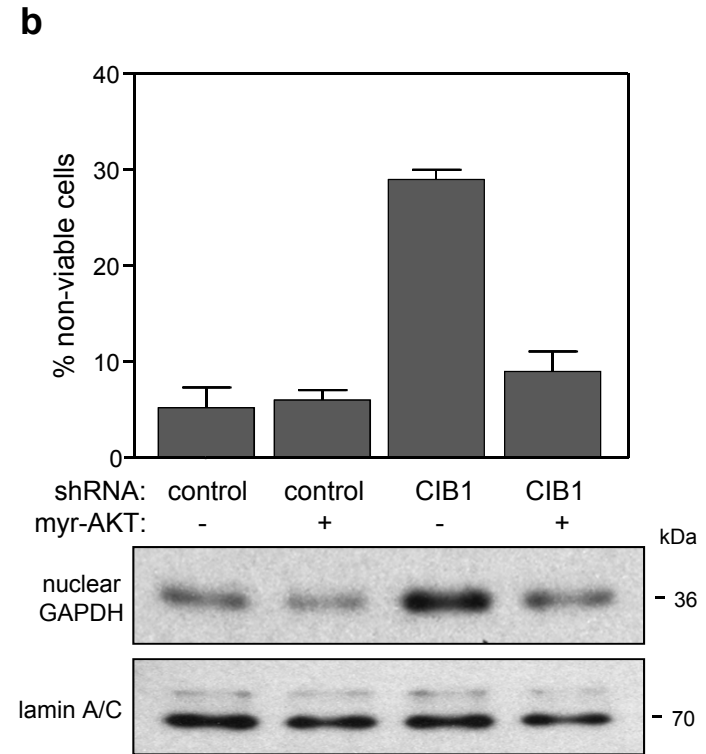 b
40
30
20
10
0
% non-viable cells
shRNA: control control CIB1 CIB1
myr-AKT: - + - +
kDa
nuclear
GAPDH
- 36
lamin A/C
- 70